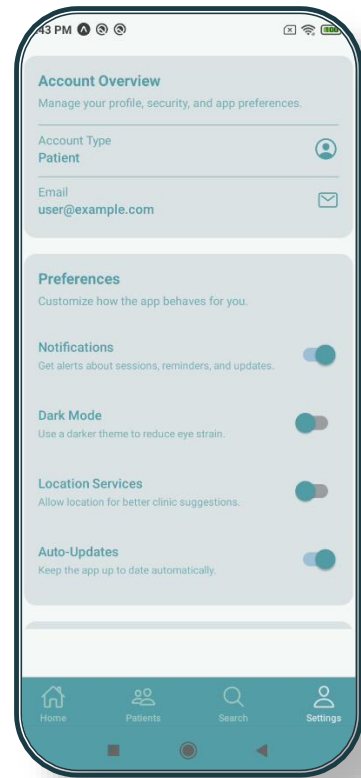 :43 PM
100
Account Overview
Manage your profile, security, and app preferences.
Account Type
Patient
Email
user@example.com
Preferences
Customize how the app behaves for you.
Notifications
Get alerts about sessions, reminders, and updates.
Dark Mode
Use a darker theme to reduce eye strain.
Location Services
Allow location for better clinic suggestions.
Auto-Updates
Keep the app up to date automatically.
Home Patients Search Settings